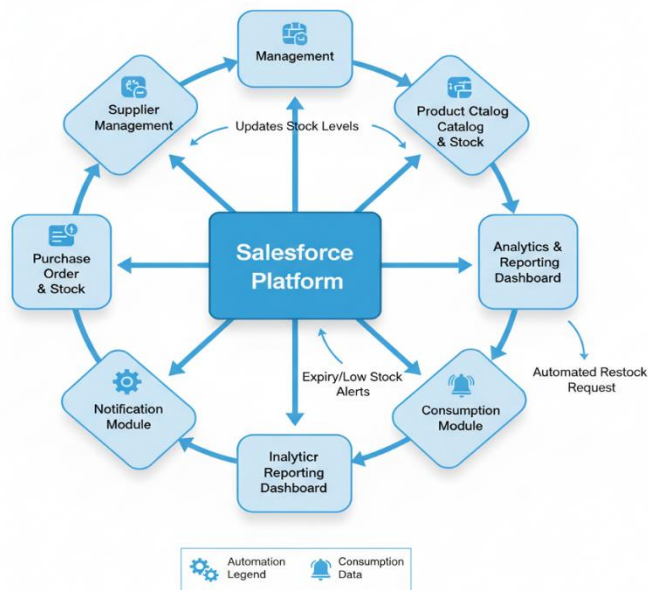 Management
Supplier
Management
Updates Stock Levels
Product Ctalog
Catalog
& Stock
Purchase
Order
& Stock
Salesforce
Platform
Analytics &
Reporting
Dashboard
Notification
Module
Expiry/Low Stock
Alerts
Consumption
Module
Automated Restock
Request
Inalyticr
Reporting
Dashboard
Automation
Legend
Consumption
Data